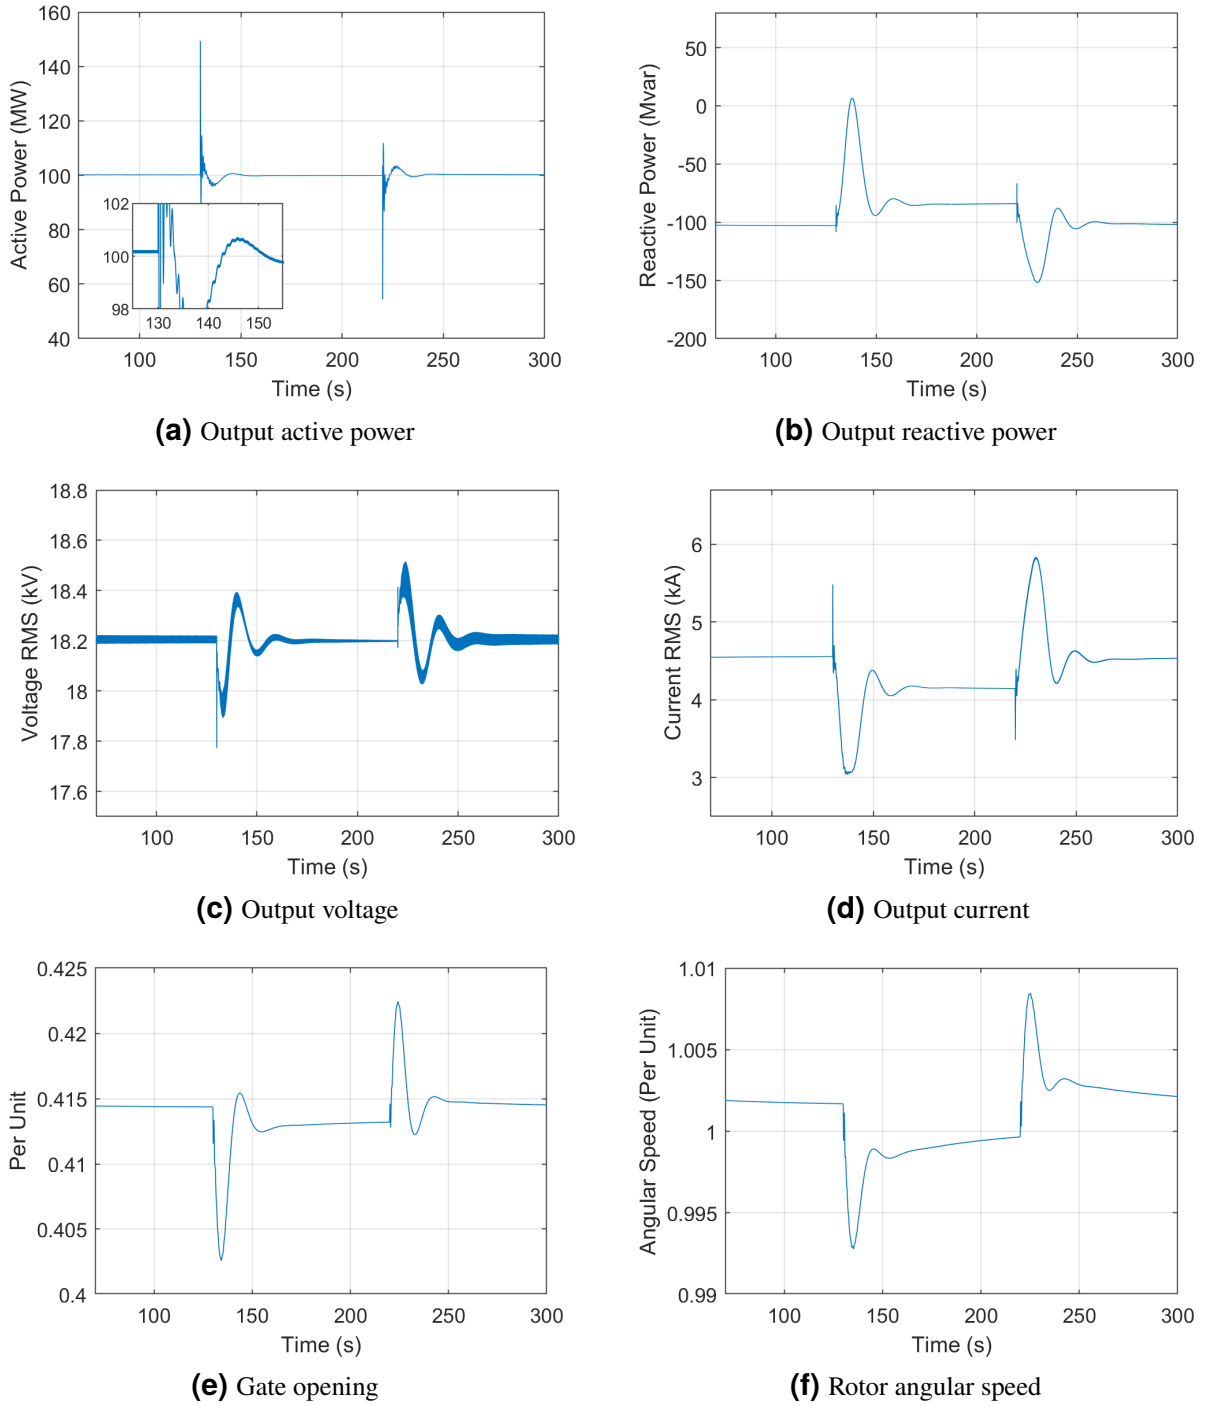 160
140
120
100
80
60
40
Active Power (MW)
102
100
98
130 140 150
100 150 200 250 300
Time (s)
(a) Output active power
50
0
-50
-100
-150
-200
Reactive Power (Mvar)
100 150 200 250 300
Time (s)
(b) Output reactive power
18.8
18.6
18.4
18.2
18
17.8
17.6
Voltage RMS (kV)
100 150 200 250 300
Time (s)
(c) Output voltage
6
5
4
3
Current RMS (kA)
100 150 200 250 300
Time (s)
(d) Output current
0.425
0.42
0.415
0.41
0.405
0.4
Per Unit
100 150 200 250 300
Time (s)
(e) Gate opening
1.01
1.005
1
0.995
0.99
Angular Speed (Per Unit)
100 150 200 250 300
Time (s)
(f) Rotor angular speed